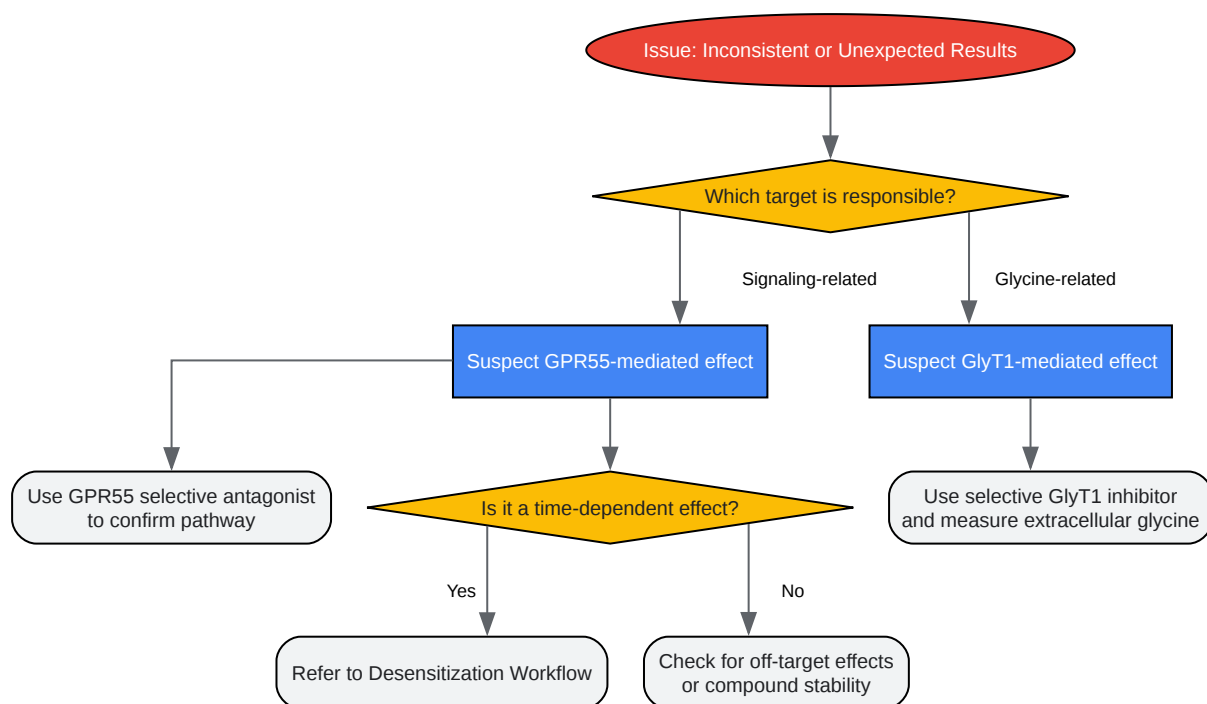 Issue: Inconsistent or Unexpected Results
Which target is responsible?
Signaling-related
Glycine-related
Suspect GPR55-mediated effect
Suspect GlyT1-mediated effect
Use GPR55 selective antagonist
to confirm pathway
Is it a time-dependent effect?
Use selective GlyT1 inhibitor
and measure extracellular glycine
Yes
No
Refer to Desensitization Workflow
Check for off-target effects
or compound stability